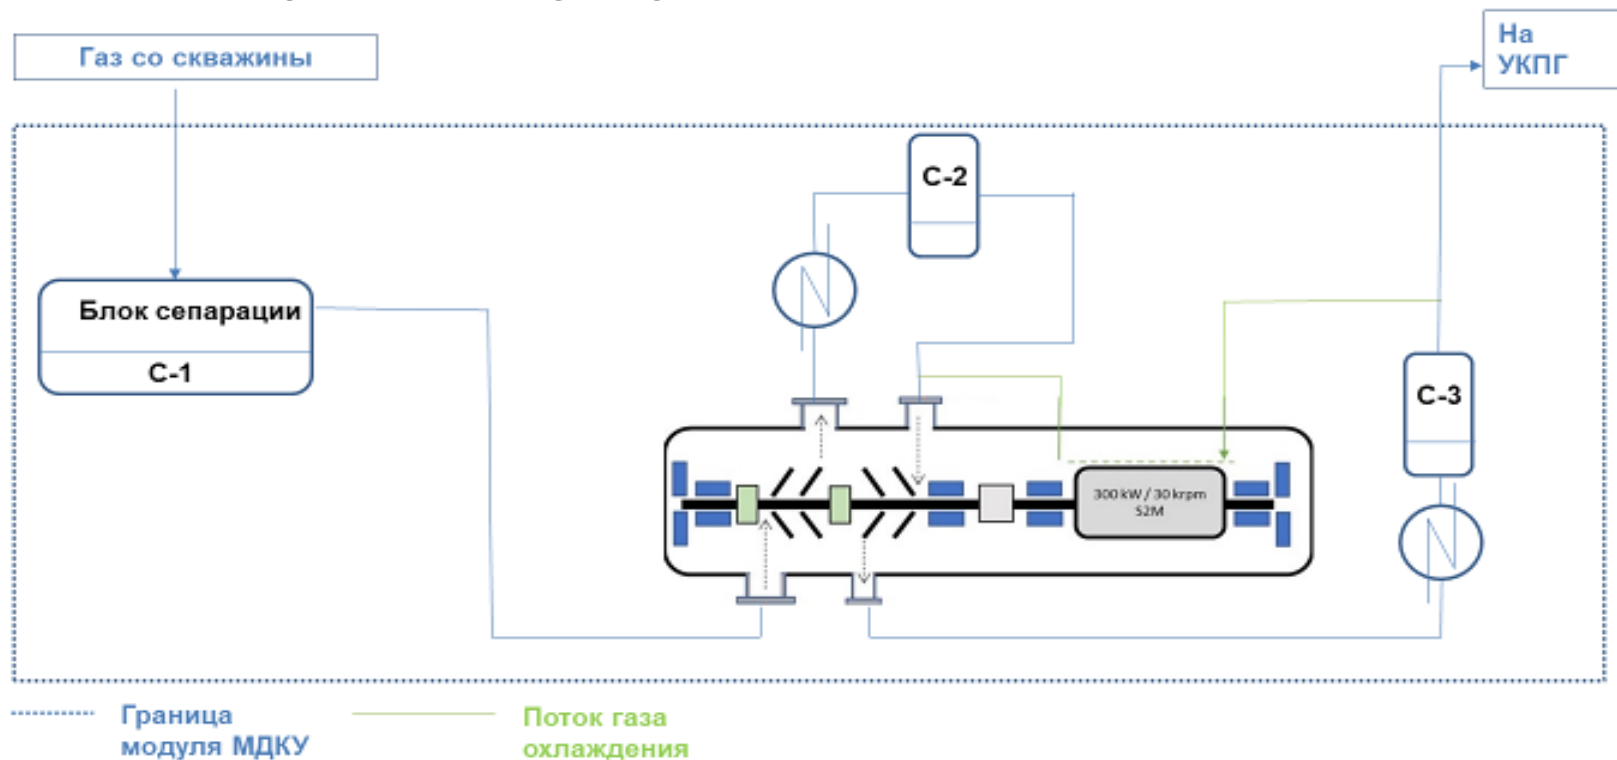 Газ со скважины
На
УКПГ
С-2
Блок сепарации
С-1
С-3
300 kW / 30 krpm
S2M
Граница
модуля МДКУ
Поток газа
охлаждения